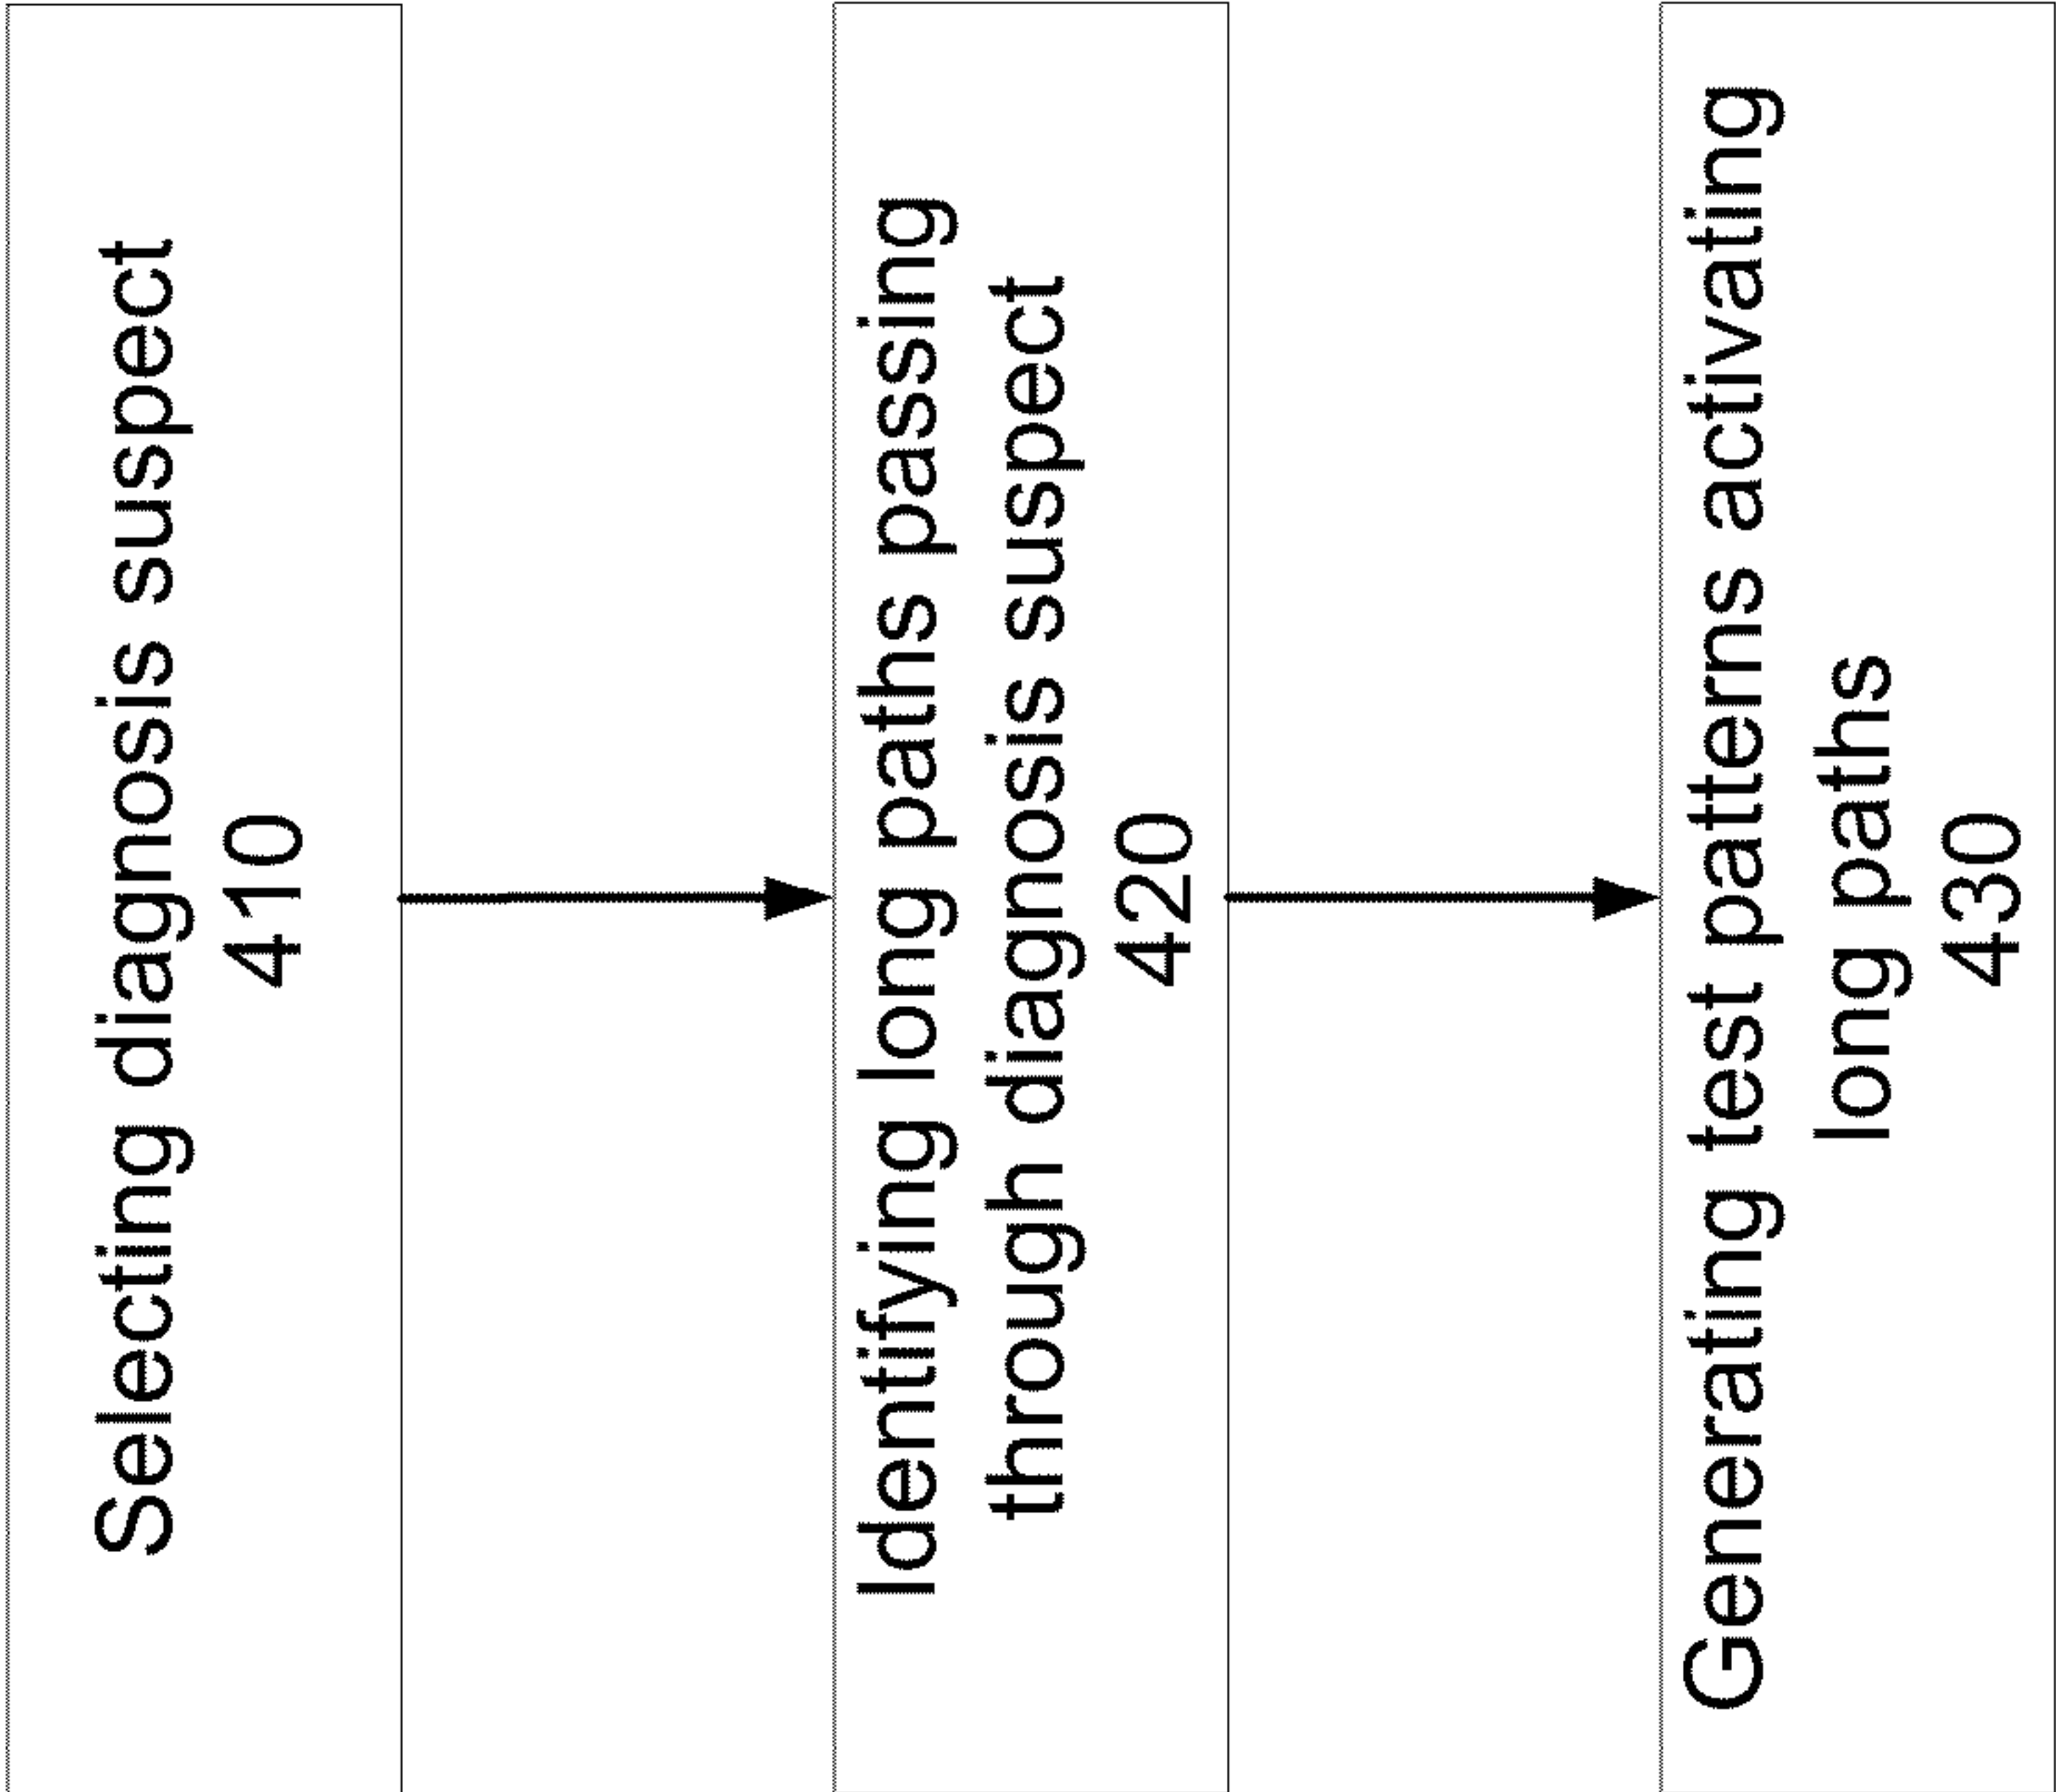 Selecting diagnosis suspect
410
Identifying long paths passing
through diagnosis suspect
420
Generating test patterns activating
long paths
430